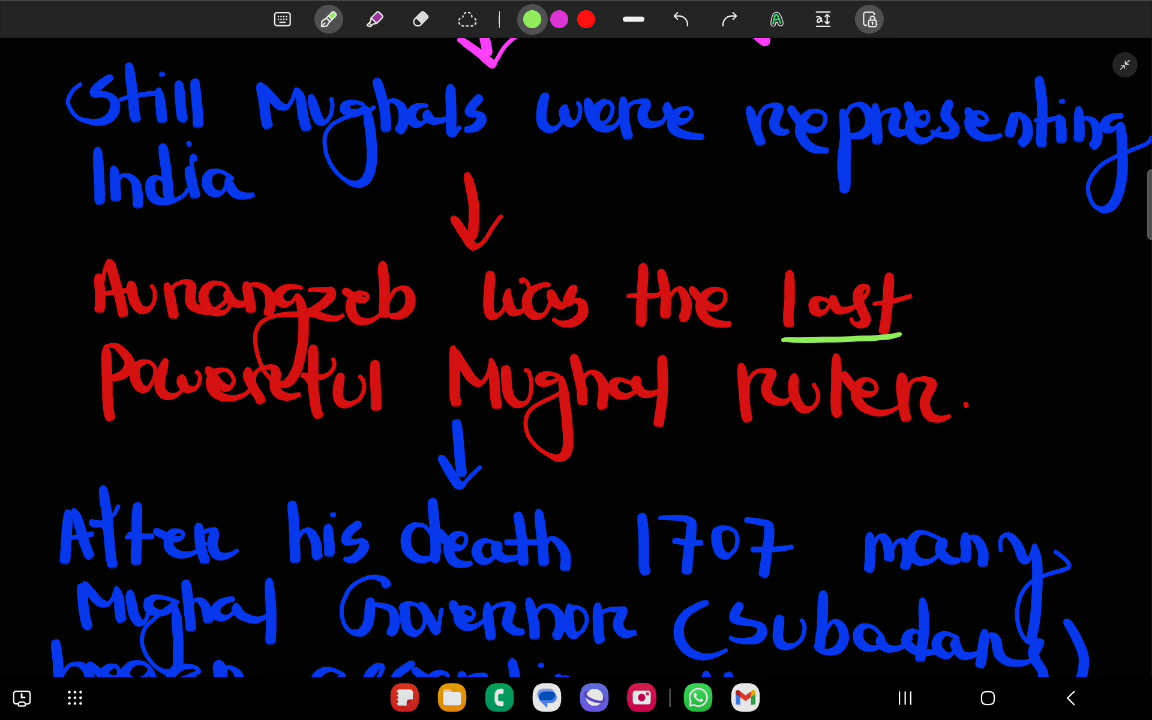 Still Mughals were representing
India
Aurangzeb was the last
Powerful Mughal ruler.
After his death 1707 many
Mughal Governor (Subadar)
began